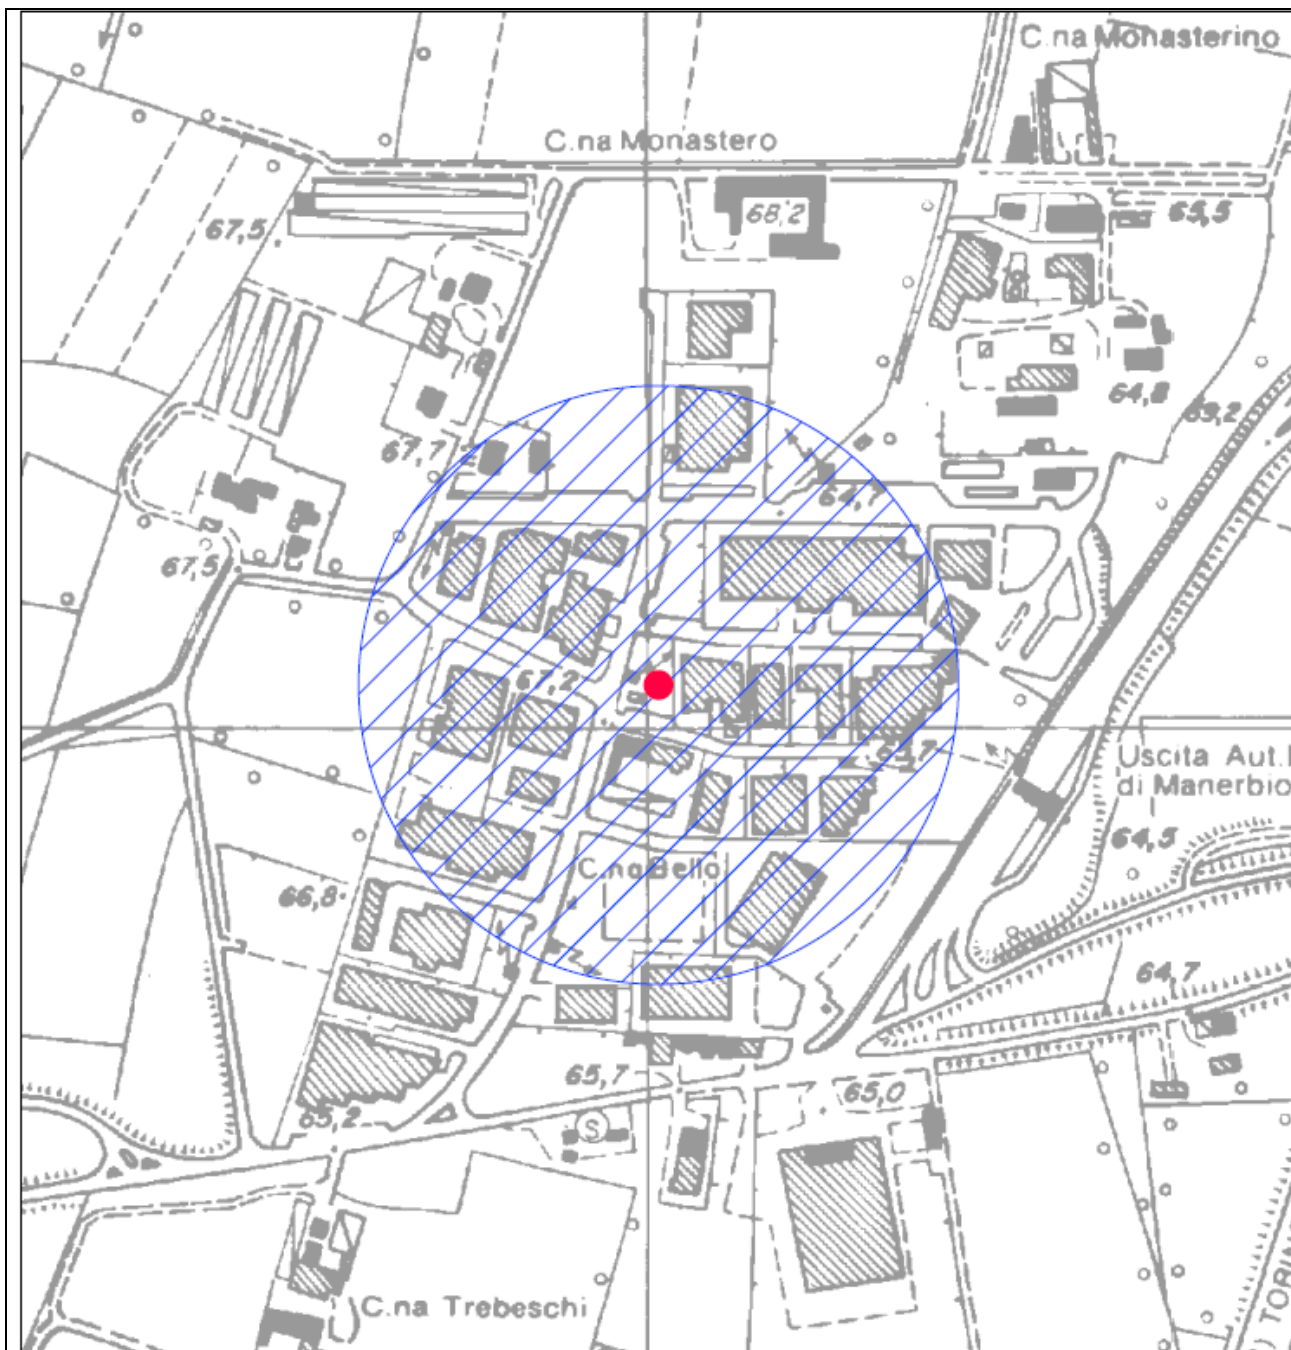 C.na Monasterino
C.na Monastero
68,2
65,5
67,5
64,8
63,2
67,7
64,7
67,5
67,2
63,7
Uscita Aut.
di Manerbio
64,5
C.na Bello
66,8
64,7
65,7
65,0
65,2
S
C.na Trebeschi
TORIN